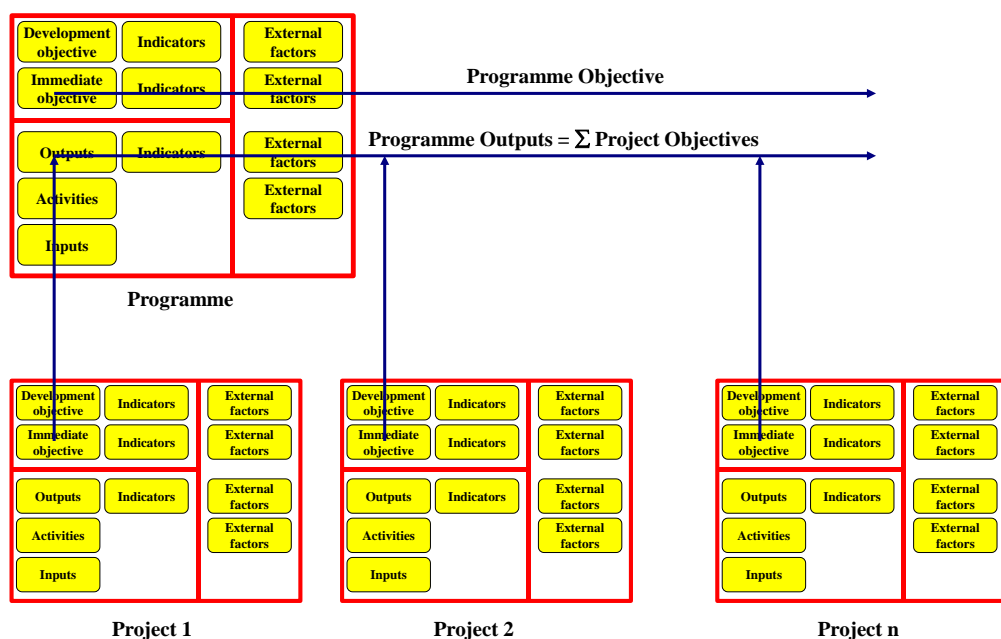 Development
objective
Indicators
External
factors
Immediate
objective
Indicators
External
factors
Programme Objective
Outputs
Indicators
External
factors
Programme Outputs = ∑ Project Objectives
Activities
External
factors
Inputs
Programme
Development
objective
Indicators
External
factors
Immediate
objective
Indicators
External
factors
Outputs
Indicators
External
factors
Activities
External
factors
Inputs
Project 1
Development
objective
Indicators
External
factors
Immediate
objective
Indicators
External
factors
Outputs
Indicators
External
factors
Activities
External
factors
Inputs
Project 2
Development
objective
Indicators
External
factors
Immediate
objective
Indicators
External
factors
Outputs
Indicators
External
factors
Activities
External
factors
Inputs
Project n